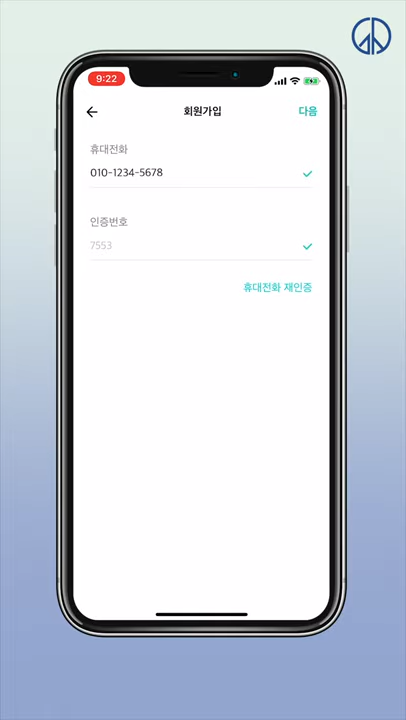 9:22
회원가입
다음
휴대전화
010-1234-5678
인증번호
7553
휴대전화 재인증